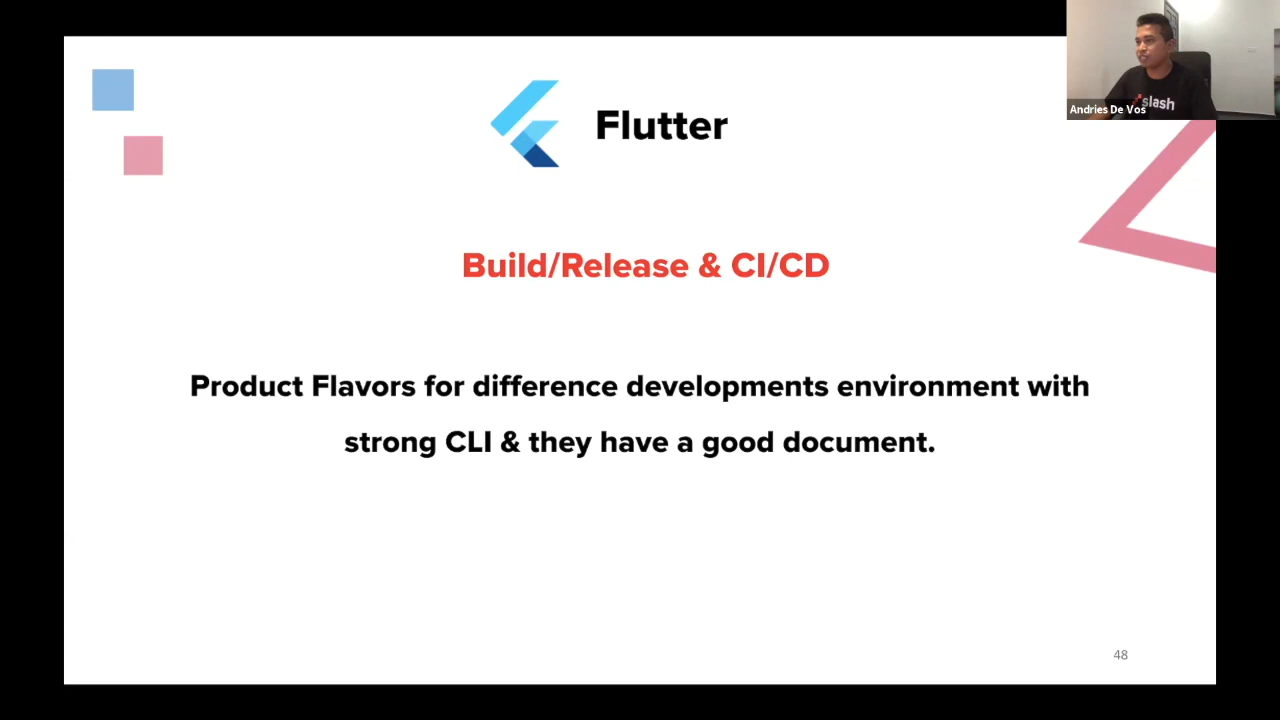 Flutter
Andries De Vos
slash
Build/Release & CI/CD
Product Flavors for difference developments environment with
strong CLI & they have a good document.
48